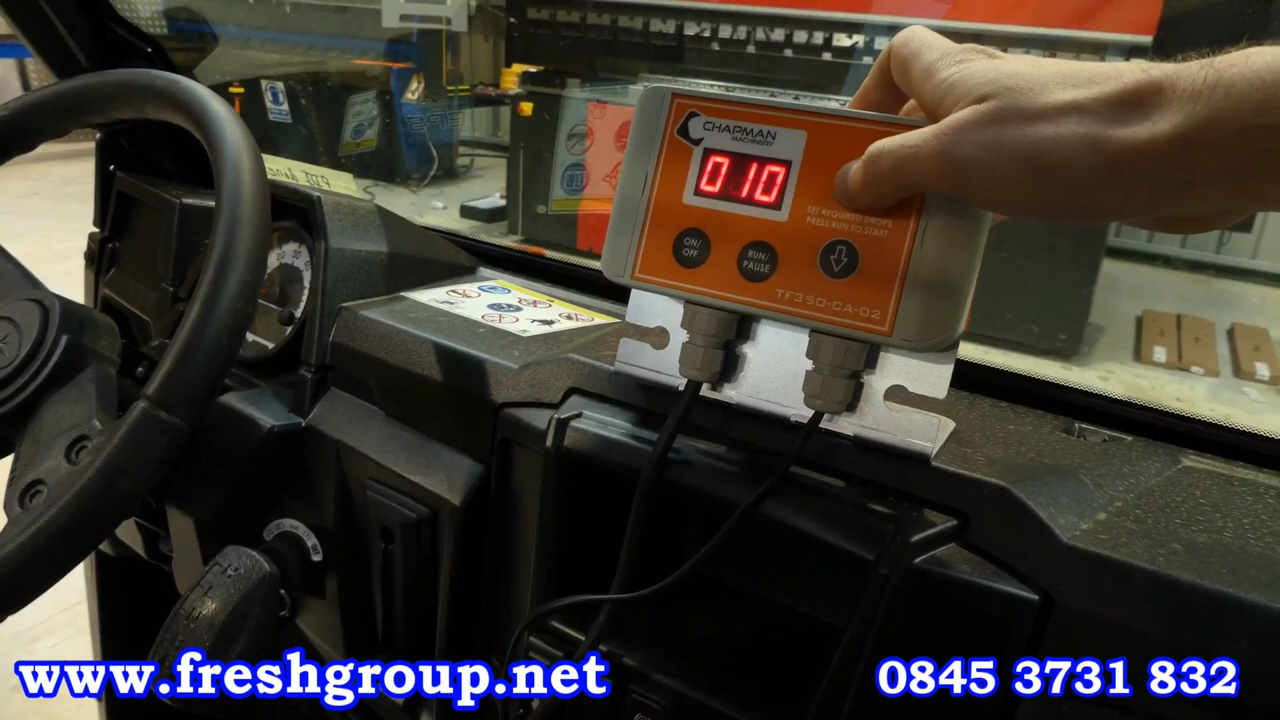 CHAPMAN
MACHINERY
010
SET REQUIRED DROPS
PRESS RUN TO START
ON/
OFF
RUN/
PAUSE
TF350-CA-02
www.freshgroup.net
0845 3731 832